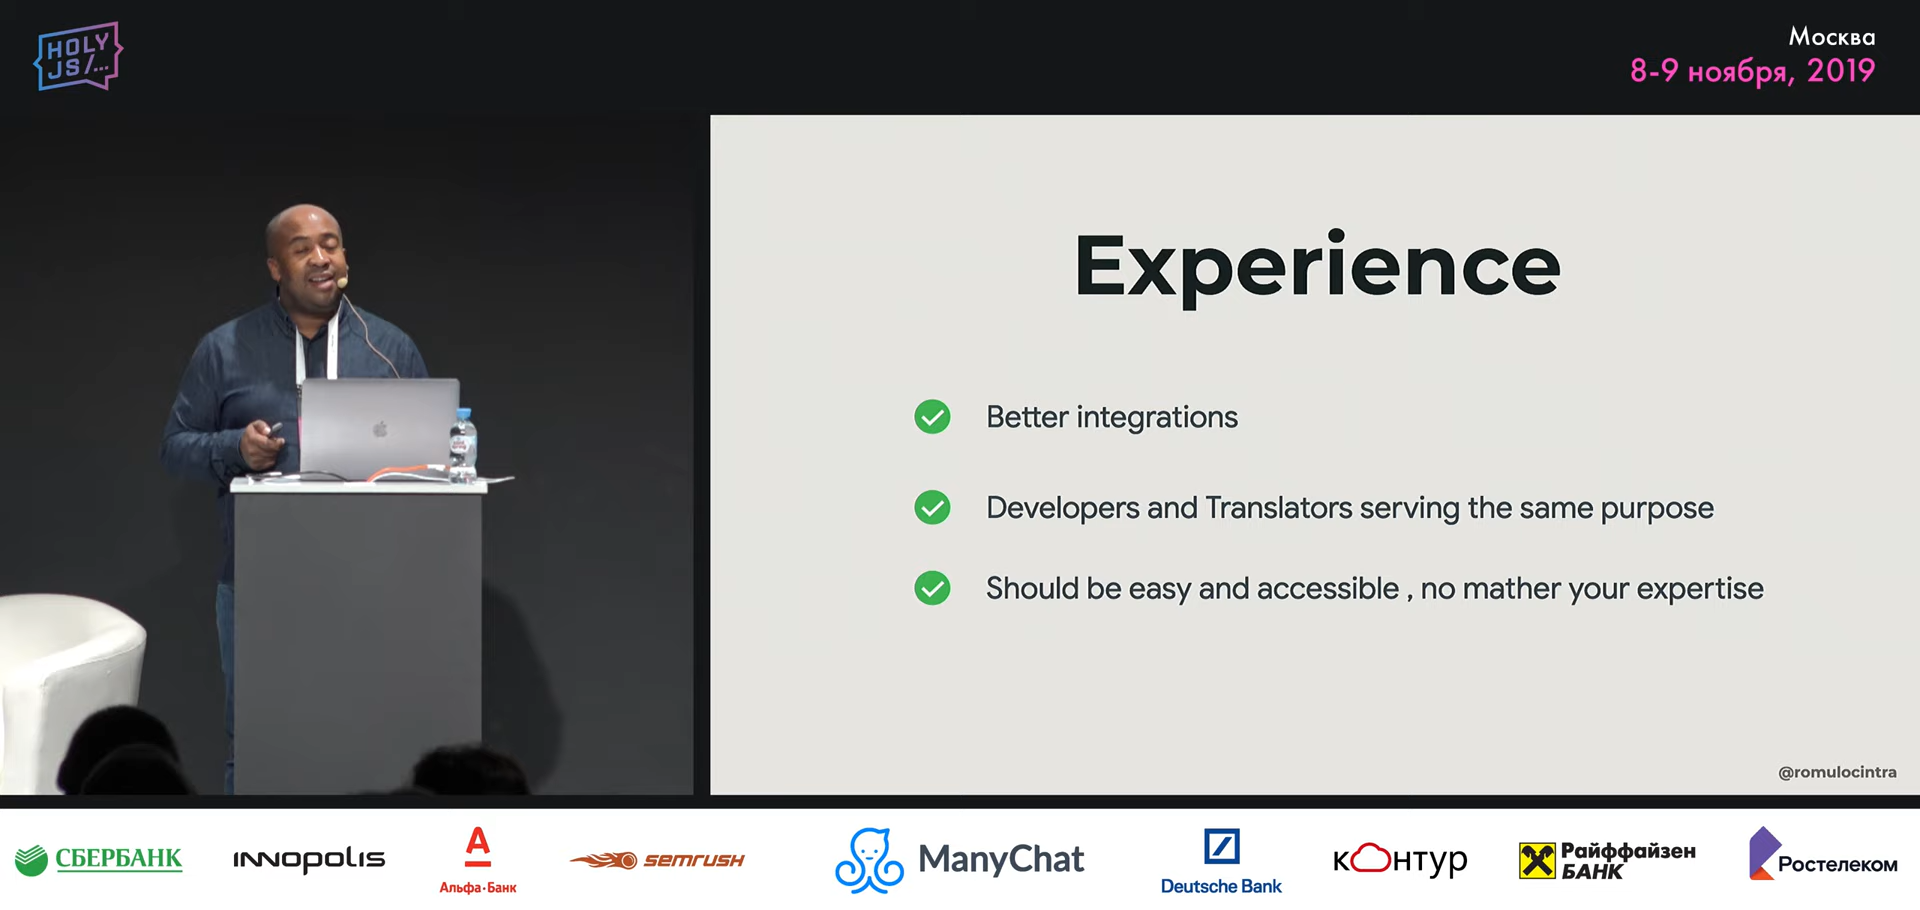 HOLY
JS/...
Москва
8-9 ноября, 2019
Experience
Better integrations
Developers and Translators serving the same purpose
Should be easy and accessible , no mather your expertise
@romulocintra
СБЕРБАНК
INNOPOLIS
Альфа·Банк
semrush
ManyChat
Deutsche Bank
контур
Райффайзен
БАНК
Ростелеком